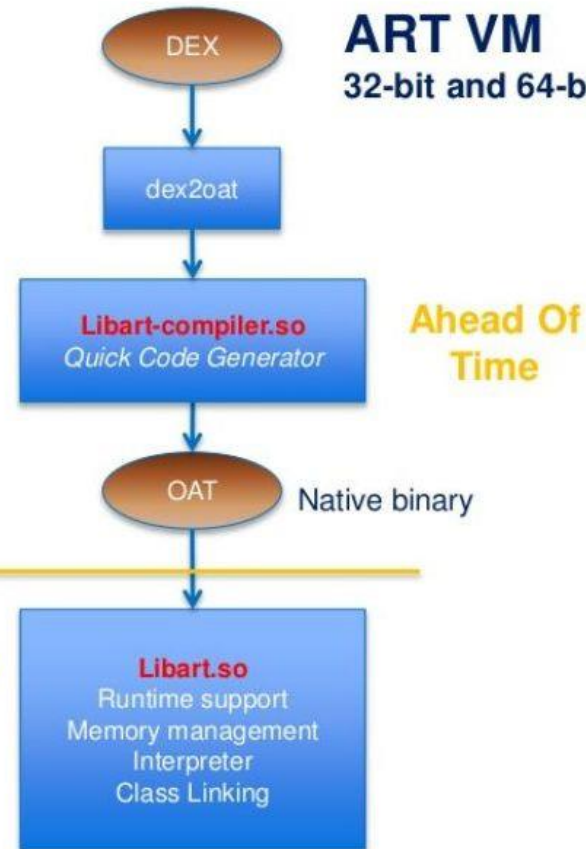 DEX
ART VM
32-bit and 64-b
dex2oat
Libart-compiler.so
Quick Code Generator
Ahead Of
Time
OAT
Native binary
Libart.so
Runtime support
Memory management
Interpreter
Class Linking